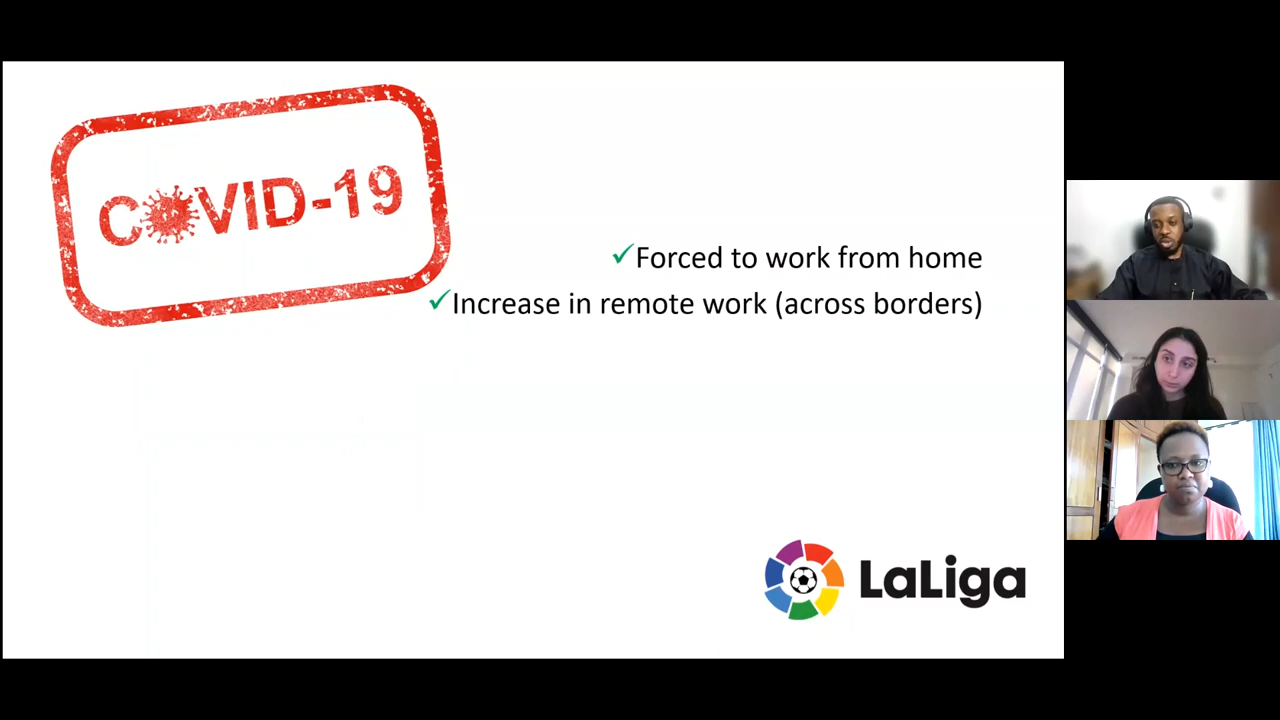 COVID-19
✓Forced to work from home
✓Increase in remote work (across borders)
LaLiga